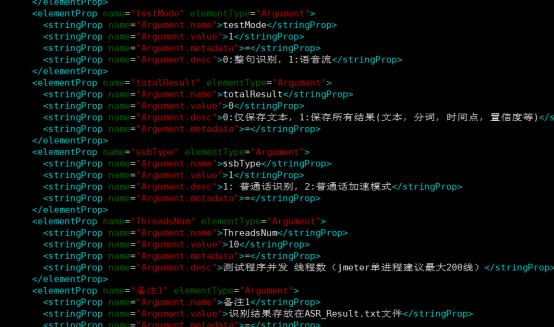 </elementProp>
<elementProp name="testMode" elementType="Argument">
<stringProp name="Argument.name">testMode</stringProp>
<stringProp name="Argument.value">1</stringProp>
<stringProp name="Argument.metadata">=</stringProp>
<stringProp name="Argument.desc">0:整句识别, 1:语音流</stringProp>
</elementProp>
<elementProp name="totalResult" elementType="Argument">
<stringProp name="Argument.name">totalResult</stringProp>
<stringProp name="Argument.value">0</stringProp>
<stringProp name="Argument.desc">0:仅保存文本, 1:保存所有结果(文本, 分词, 时间点, 置信度等)</s
<stringProp name="Argument.metadata">=</stringProp>
</elementProp>
<elementProp name="ssbType" elementType="Argument">
<stringProp name="Argument.name">ssbType</stringProp>
<stringProp name="Argument.value">1</stringProp>
<stringProp name="Argument.desc">1: 普通话识别, 2:普通话加速模式</stringProp>
<stringProp name="Argument.metadata">=</stringProp>
</elementProp>
<elementProp name="ThreadsNum" elementType="Argument">
<stringProp name="Argument.name">ThreadsNum</stringProp>
<stringProp name="Argument.value">10</stringProp>
<stringProp name="Argument.metadata">=</stringProp>
<stringProp name="Argument.desc">测试程序并发 线程数（jmeter单进程建议最大200线）</stringProp>
</elementProp>
<elementProp name="备注1" elementType="Argument">
<stringProp name="Argument.name">备注1</stringProp>
<stringProp name="Argument.value">识别结果存放在ASR_Result.txt文件</stringProp>
<stringProp name="Argument.metadata">=</stringProp>